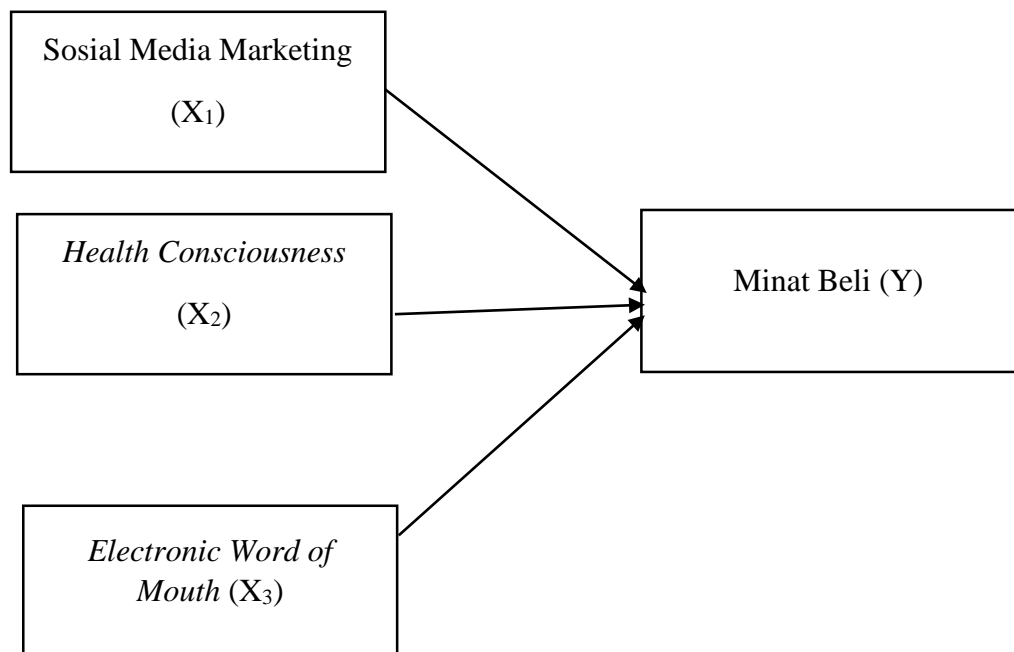 Sosial Media Marketing
(X₁)
Health Consciousness
(X₂)
Minat Beli (Y)
Electronic Word of
Mouth (X₃)